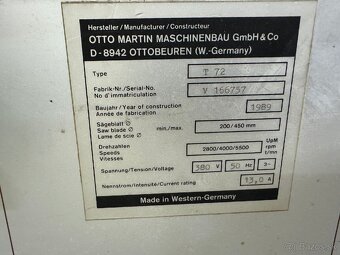 Hersteller / Manufacturer / Constructeur
OTTO MARTIN MASCHINENBAU GmbH & Co
D - 8942 OTTOBEUREN (W.-Germany)
Type T 72
Fabrik-Nr./Serial-No. V 166757
No d'immatriculation
Baujahr / Year of construction 1989
Année de fabrication
Sägeblatt ∅
Saw blade ∅ min./max. 200/450 mm
Lame de scie ∅
Drehzahlen UpM
Speeds 2800/4000/5500 rpm
Vitesses t/min
Spannung/Tension/Voltage 380 V 50 Hz 3~
Nennstrom/Intensité/Current rating 13,0 A
Made in Western-Germany